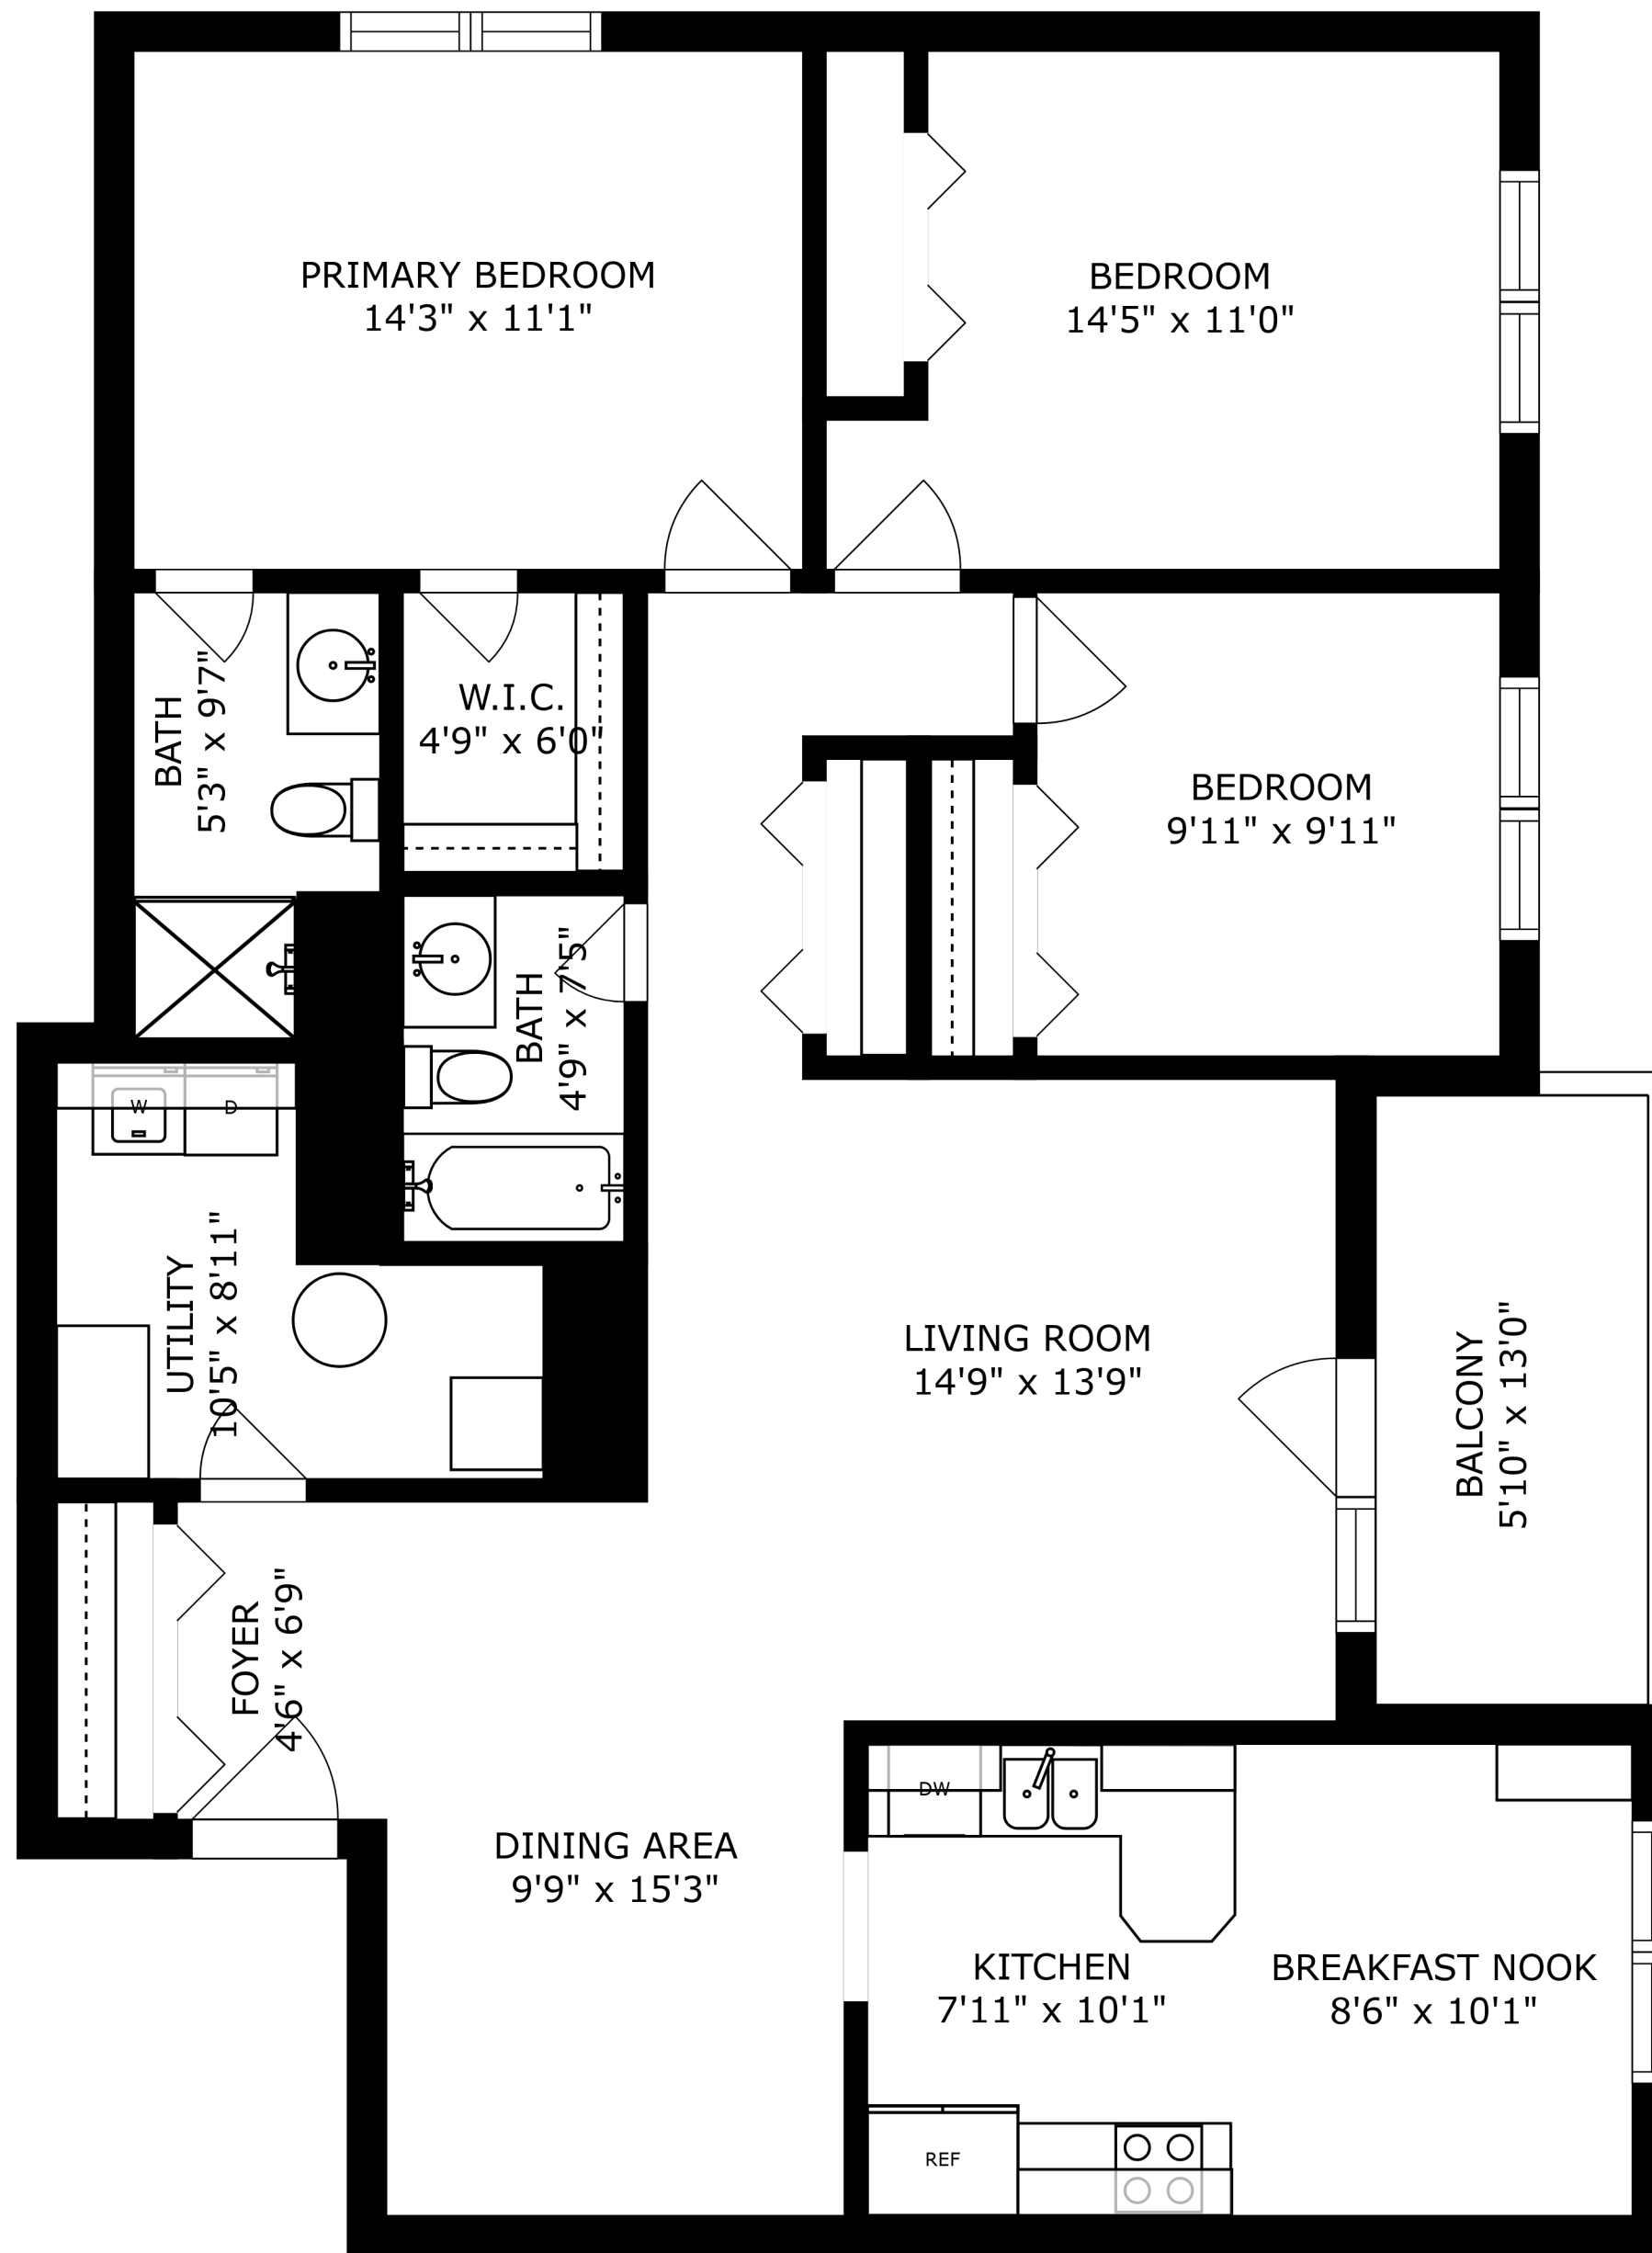 PRIMARY BEDROOM
14'3" x 11'1"
BEDROOM
14'5" x 11'0"
BATH
5'3" x 9'7"
W.I.C.
4'9" x 6'0"
BEDROOM
9'11" x 9'11"
BATH
4'9" x 7'5"
W
D
UTILITY
10'5" x 8'11"
LIVING ROOM
14'9" x 13'9"
BALCONY
5'10" x 13'0"
FOYER
4'6" x 6'9"
DINING AREA
9'9" x 15'3"
DW
KITCHEN
7'11" x 10'1"
BREAKFAST NOOK
8'6" x 10'1"
REF